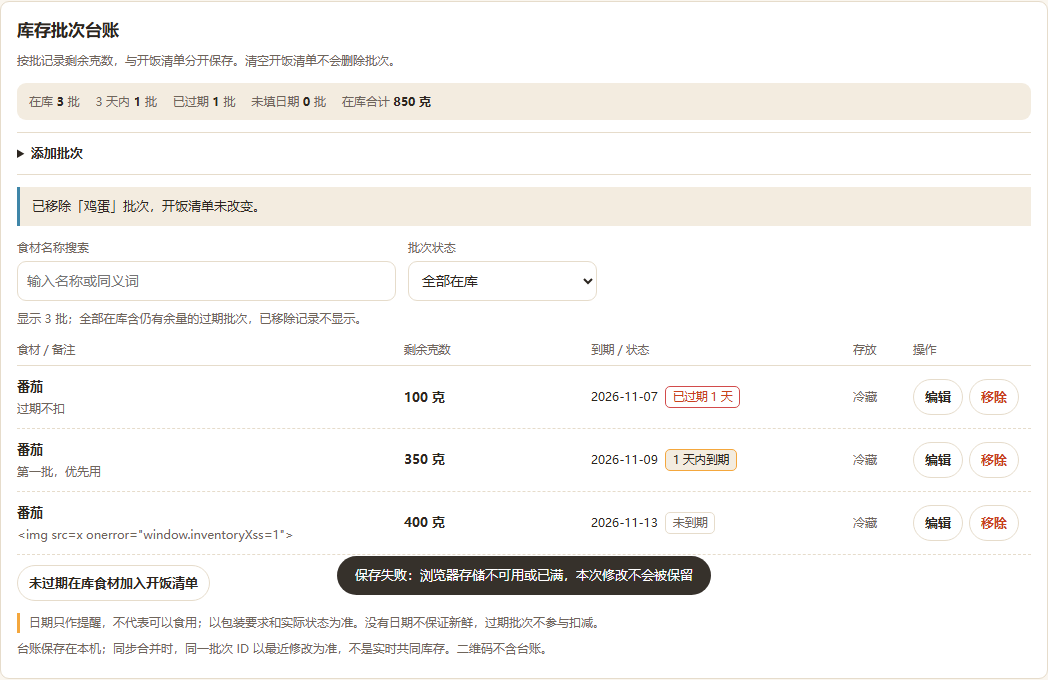 库存批次台账
按批记录剩余克数，与开饭清单分开保存。清空开饭清单不会删除批次。
在库 3 批 3 天内 1 批 已过期 1 批 未填日期 0 批 在库合计 850 克
▶ 添加批次
已移除「鸡蛋」批次，开饭清单未改变。
食材名称搜索 批次状态
输入名称或同义词 全部在库
显示 3 批；全部在库含仍有余量的过期批次，已移除记录不显示。
食材 / 备注 剩余克数 到期 / 状态 存放 操作
番茄
过期不扣
100 克 2026-11-07 已过期 1 天 冷藏 编辑 移除
番茄
第一批，优先用
350 克 2026-11-09 1 天内到期 冷藏 编辑 移除
番茄
<img src=x onerror="window.inventoryXss=1">
400 克 2026-11-13 未到期 冷藏 编辑 移除
未过期在库食材加入开饭清单
保存失败：浏览器存储不可用或已满，本次修改不会被保留
日期只作提醒，不代表可以食用；以包装要求和实际状态为准。没有日期不保证新鲜，过期批次不参与扣减。
台账保存在本机；同步合并时，同一批次 ID 以最近修改为准，不是实时共同库存。二维码不含台账。